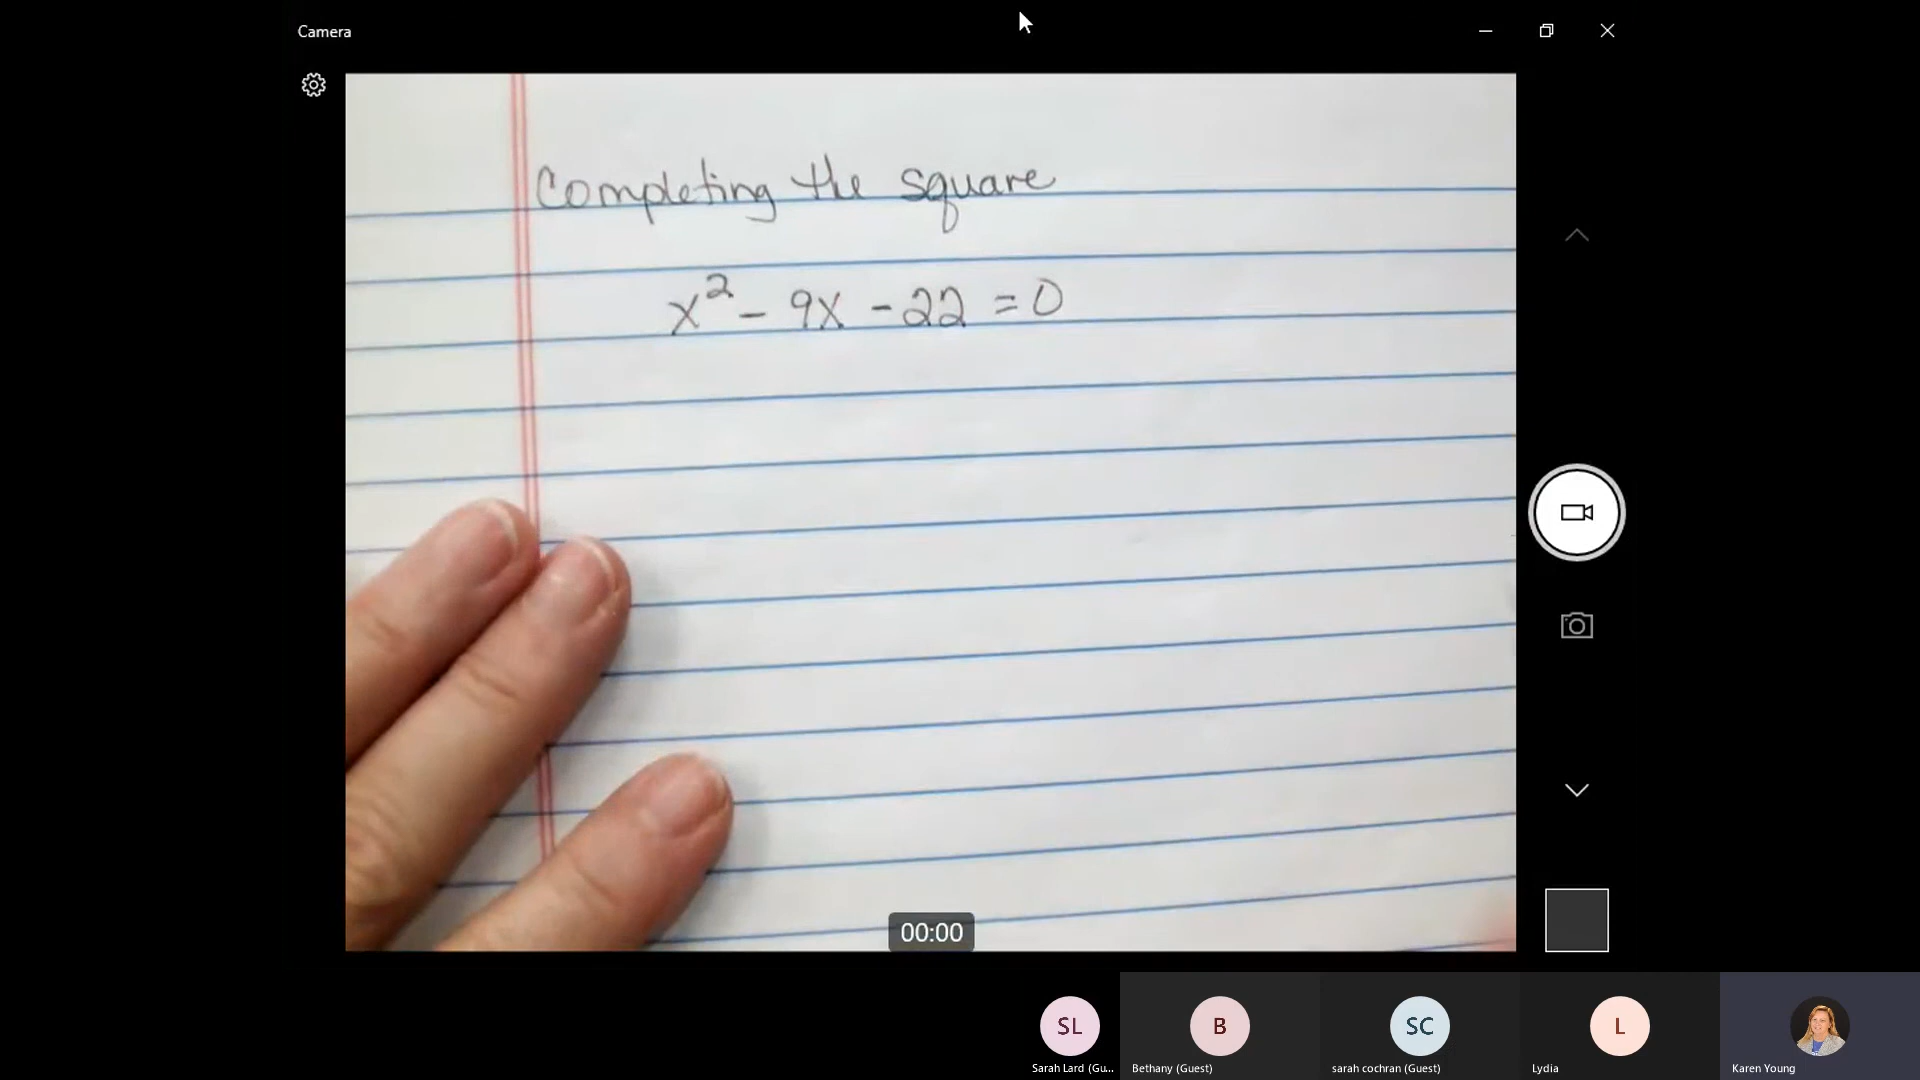 Camera
Completing the square
x² - 9x - 22 = 0
00:00
SL
B
SC
L
Sarah Lard (Gu...
Bethany (Guest)
sarah cochran (Guest)
Lydia
Karen Young